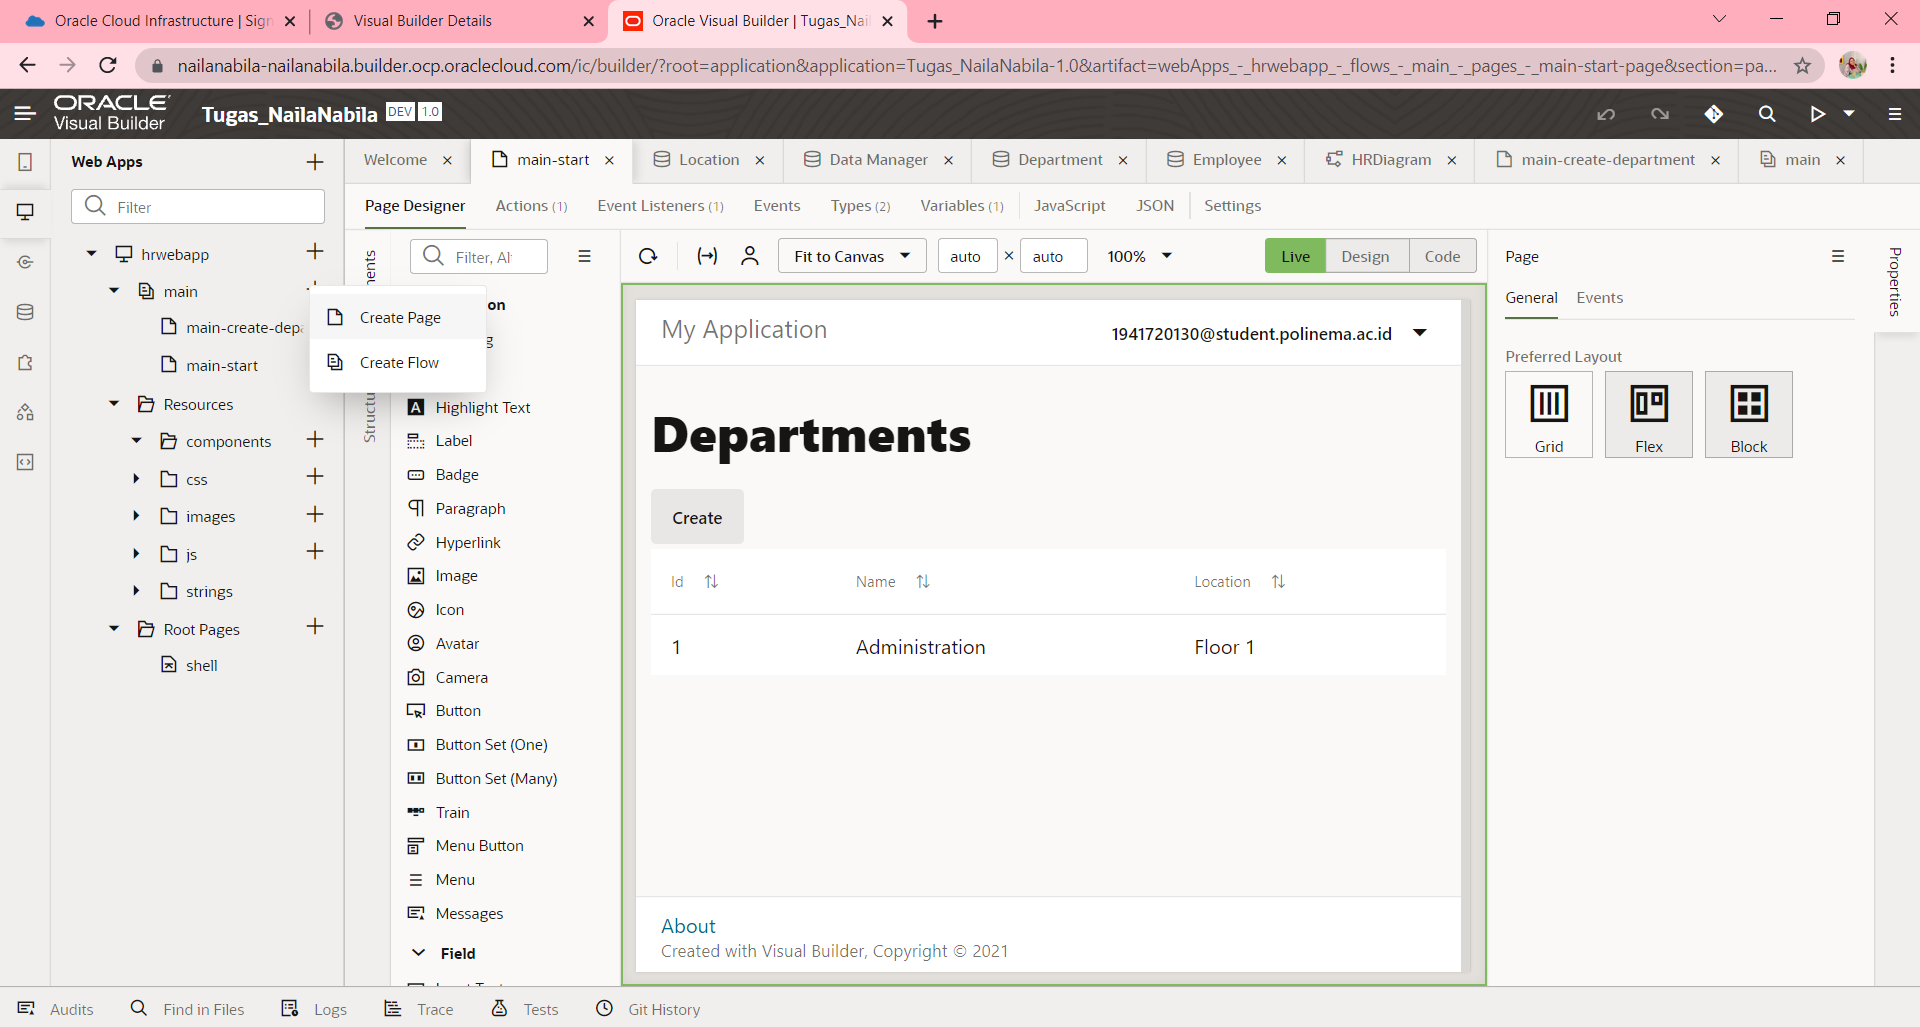 Oracle Cloud Infrastructure | Sign
Visual Builder Details
Oracle Visual Builder | Tugas_Nail
nailanabila-nailanabila.builder.ocp.oraclecloud.com/ic/builder/?root=application&application=Tugas_NailaNabila-1.0&artifact=webApps_-_hrwebapp_-_flows_-_main_-_pages_-_main-start-page&section=pa...
ORACLE
Visual Builder
Tugas_NailaNabila DEV 1.0
Web Apps
Filter
hrwebapp
main
main-create-depa
main-start
Resources
components
css
images
js
strings
Root Pages
shell
Create Page
Create Flow
Welcome
main-start
Location
Data Manager
Department
Employee
HRDiagram
main-create-department
main
Page Designer
Actions (1)
Event Listeners (1)
Events
Types (2)
Variables (1)
JavaScript
JSON
Settings
Filter, Al
Highlight Text
Label
Badge
Paragraph
Hyperlink
Image
Icon
Avatar
Camera
Button
Button Set (One)
Button Set (Many)
Train
Menu Button
Menu
Messages
Field
Fit to Canvas
auto × auto
100%
Live
Design
Code
My Application
1941720130@student.polinema.ac.id
Departments
Create
Id Name Location
1 Administration Floor 1
About
Created with Visual Builder, Copyright © 2021
Page
General
Events
Preferred Layout
Grid
Flex
Block
Properties
Audits
Find in Files
Logs
Trace
Tests
Git History